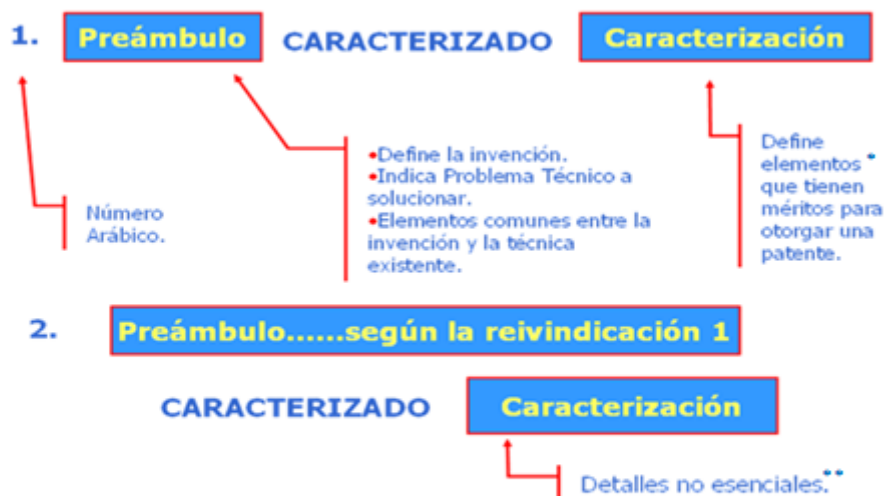 1. Preámbulo CARACTERIZADO Caracterización
Número
Arábico.
•Define la invención.
•Indica Problema Técnico a
solucionar.
•Elementos comunes entre la
invención y la técnica
existente.
Define
elementos
que tienen
méritos para
otorgar una
patente.
2. Preámbulo......según la reivindicación 1
CARACTERIZADO Caracterización
Detalles no esenciales.